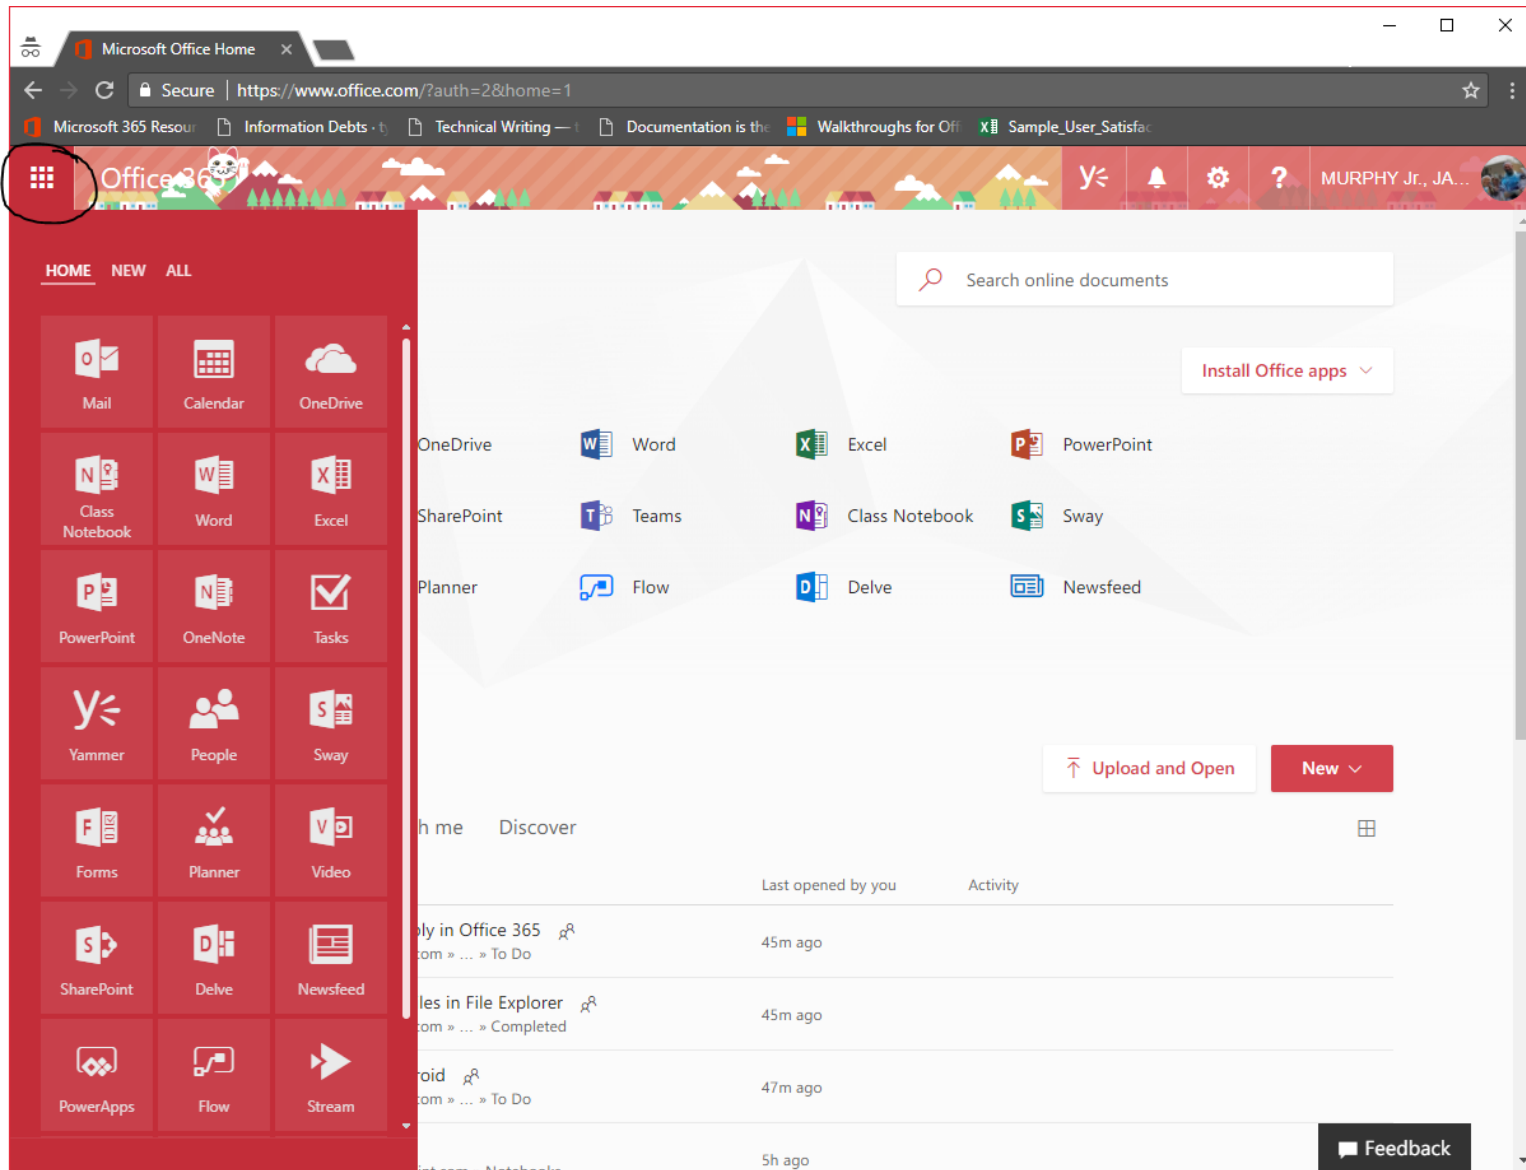 Microsoft Office Home
Secure | https://www.office.com/?auth=2&home=1
Microsoft 365 Resour Information Debts · ty Technical Writing — t Documentation is the Walkthroughs for Off Sample_User_Satisfac
Office 365 MURPHY Jr., JA...
HOME NEW ALL
Search online documents
Install Office apps
Mail Calendar OneDrive
Class Notebook Word Excel
PowerPoint OneNote Tasks
Yammer People Sway
Forms Planner Video
SharePoint Delve Newsfeed
PowerApps Flow Stream
OneDrive Word Excel PowerPoint
SharePoint Teams Class Notebook Sway
Planner Flow Delve Newsfeed
Upload and Open New
h me Discover
Last opened by you Activity
ly in Office 365 45m ago
com » ... » To Do
les in File Explorer 45m ago
com » ... » Completed
roid 47m ago
com » ... » To Do
5h ago
Feedback